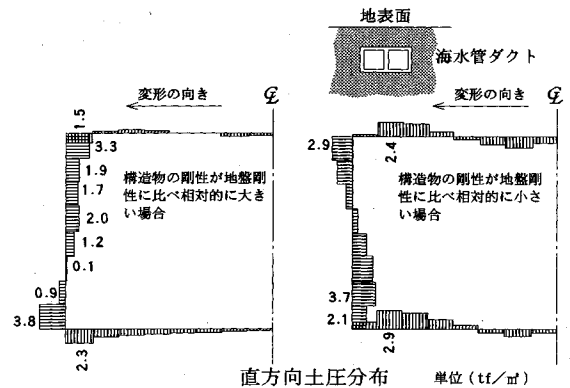 地表面
海水管ダクト
変形の向き
℄
1.5
3.3
1.9
1.7
2.0
1.2
0.1
0.9
3.8
2.3
構造物の剛性が地盤剛
性に比べ相対的に大き
い場合
変形の向き
℄
2.9
2.4
構造物の剛性が地盤剛
性に比べ相対的に小さ
い場合
3.7
2.1
2.9
直方向土圧分布
単位(tf/㎡)